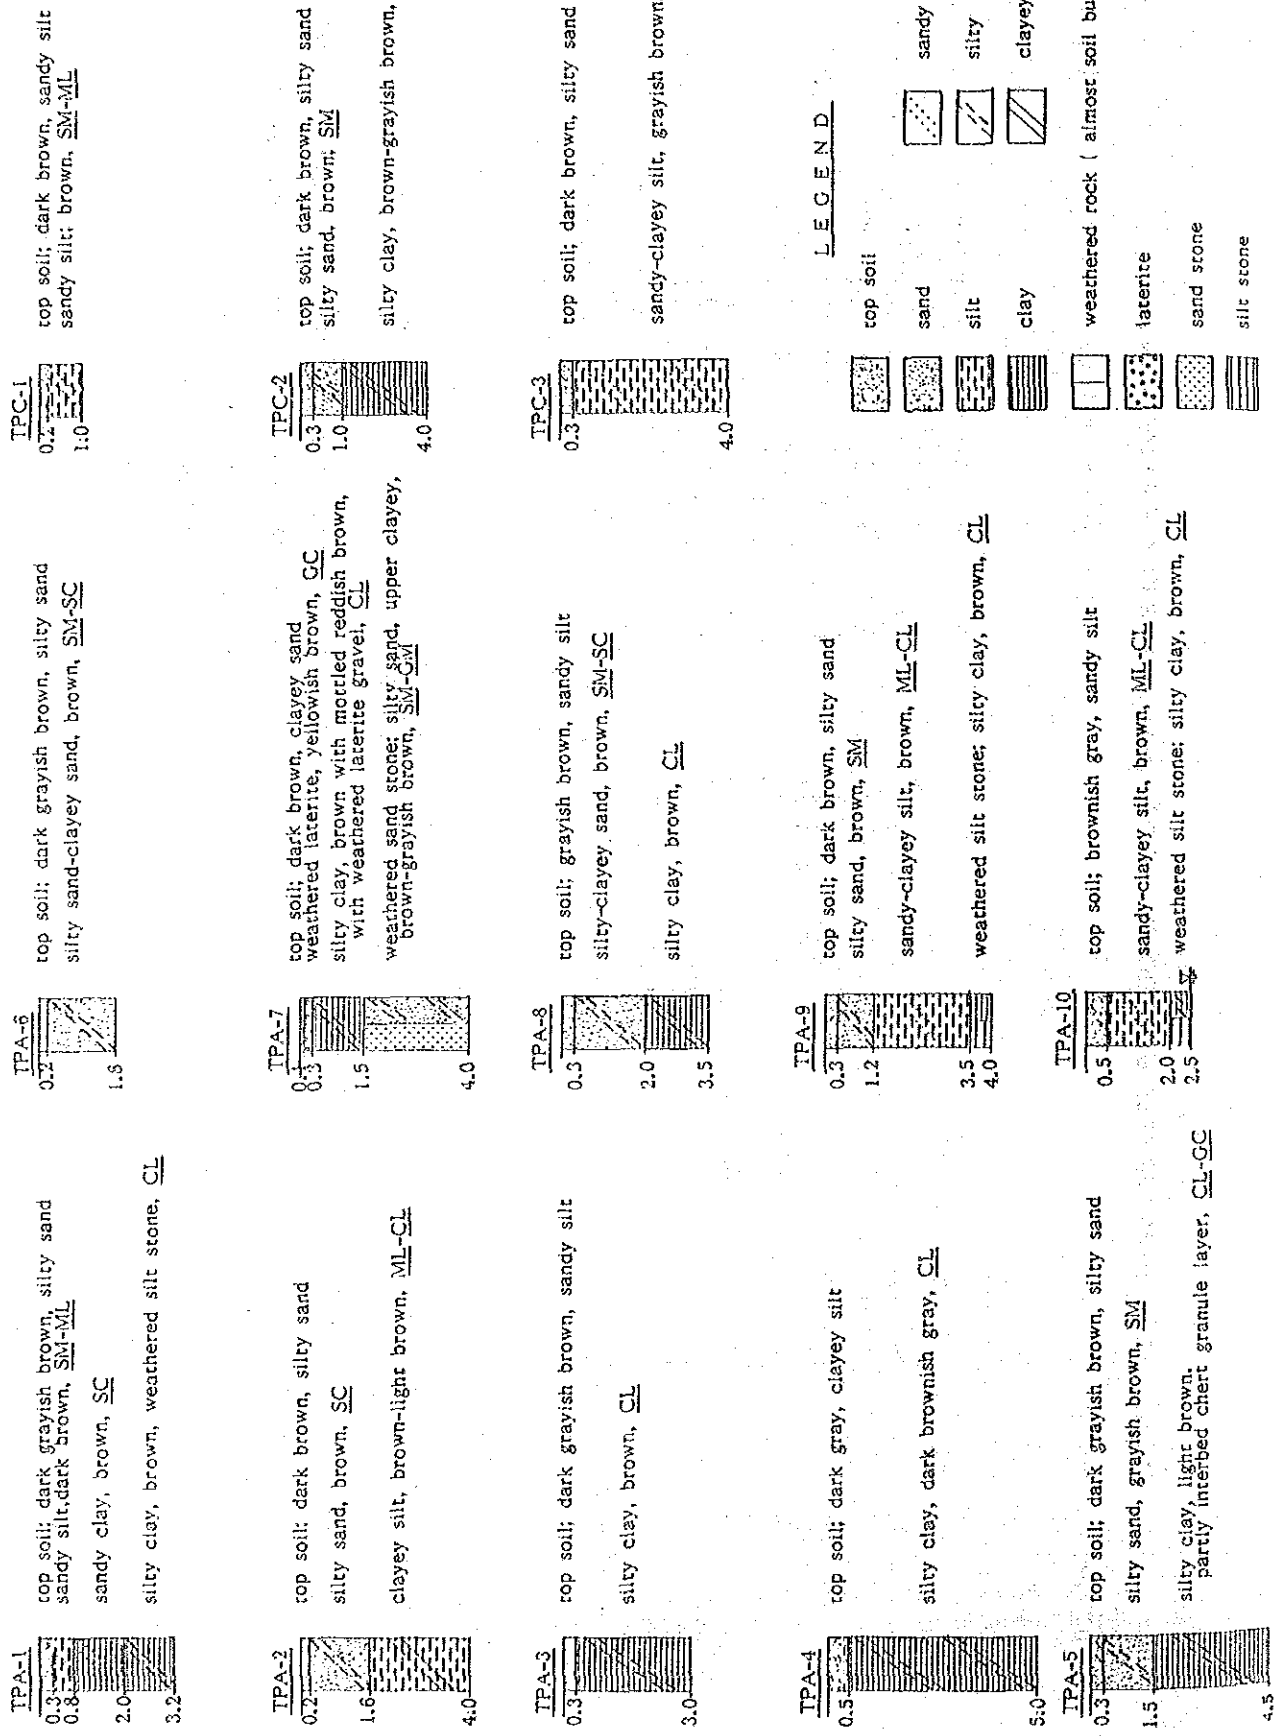 TPA-1
0.3
0.8
2.0
3.2
top soil; dark grayish brown, silty sand
sandy silt, dark brown, SM-ML
sandy clay, brown, SC
silty clay, brown, weathered silt stone, CL
TPA-2
0.2
1.6
4.0
top soil; dark brown, silty sand
silty sand, brown, SC
clayey silt, brown-light brown, ML-CL
TPA-3
0.3
3.0
top soil; dark grayish brown, sandy silt
silty clay, brown, CL
TPA-4
0.5
5.0
top soil; dark gray, clayey silt
silty clay, dark brownish gray, CL
TPA-5
0.3
1.5
4.5
top soil; dark grayish brown, silty sand
silty sand, grayish brown, SM
silty clay, light brown.
partly interbed chert granule layer, CL-GC
TPA-6
0.2
1.8
top soil; dark grayish brown, silty sand
silty sand-clayey sand, brown, SM-SC
TPA-7
0.3
1.5
4.0
top soil; dark brown, clayey sand
weathered laterite, yellowish brown, GC
silty clay, brown with mottled reddish brown,
with weathered laterite gravel, CL
weathered sand stone; silty sand, upper clayey,
brown-grayish brown, SM-GM
TPA-8
0.3
2.0
3.5
top soil; grayish brown, sandy silt
silty-clayey sand, brown, SM-SC
silty clay, brown, CL
TPA-9
0.3
1.2
3.5
4.0
top soil; dark brown, silty sand
silty sand, brown, SM
sandy-clayey silt, brown, ML-CL
weathered silt stone; silty clay, brown, CL
TPA-10
0.5
2.0
2.5
top soil; brownish gray, sandy silt
sandy-clayey silt, brown, ML-CL
weathered silt stone; silty clay, brown, CL
TPC-1
0.2
1.0
top soil; dark brown, sandy silt
sandy silt; brown, SM-ML
TPC-2
0.3
1.0
4.0
top soil; dark brown, silty sand
silty sand, brown; SM
silty clay, brown-grayish brown,
TPC-3
0.3
4.0
top soil; dark brown, silty sand
sandy-clayey silt, grayish brown
LEGEND
top soil
sand
silt
clay
sandy
silty
clayey
weathered rock ( almost soil bu
laterite
sand stone
silt stone